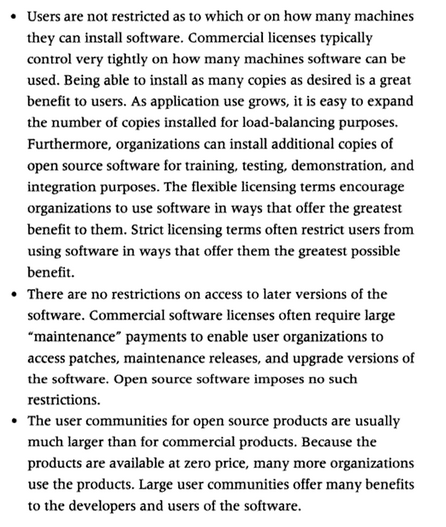 • Users are not restricted as to which or on how many machines
they can install software. Commercial licenses typically
control very tightly on how many machines software can be
used. Being able to install as many copies as desired is a great
benefit to users. As application use grows, it is easy to expand
the number of copies installed for load-balancing purposes.
Furthermore, organizations can install additional copies of
open source software for training, testing, demonstration, and
integration purposes. The flexible licensing terms encourage
organizations to use software in ways that offer the greatest
benefit to them. Strict licensing terms often restrict users from
using software in ways that offer them the greatest possible
benefit.
• There are no restrictions on access to later versions of the
software. Commercial software licenses often require large
“maintenance” payments to enable user organizations to
access patches, maintenance releases, and upgrade versions of
the software. Open source software imposes no such
restrictions.
• The user communities for open source products are usually
much larger than for commercial products. Because the
products are available at zero price, many more organizations
use the products. Large user communities offer many benefits
to the developers and users of the software.